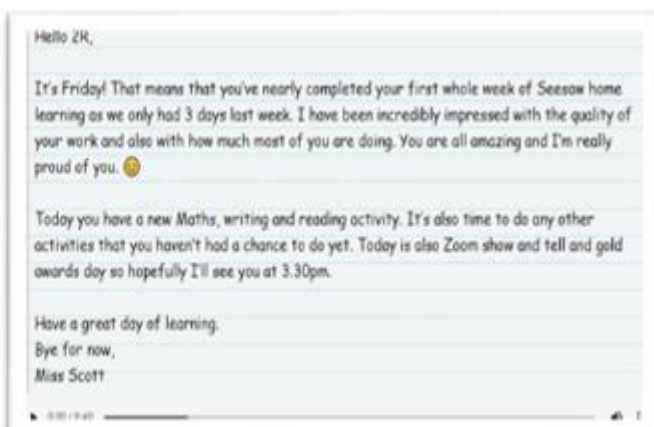 Hello 2R,
It's Friday! That means that you've nearly completed your first whole week of Seesaw home
learning as we only had 3 days last week. I have been incredibly impressed with the quality of
your work and also with how much most of you are doing. You are all amazing and I'm really
proud of you.
Today you have a new Maths, writing and reading activity. It's also time to do any other
activities that you haven't had a chance to do yet. Today is also Zoom show and tell and gold
awards day so hopefully I'll see you at 3.30pm.
Have a great day of learning.
Bye for now,
Miss Scott